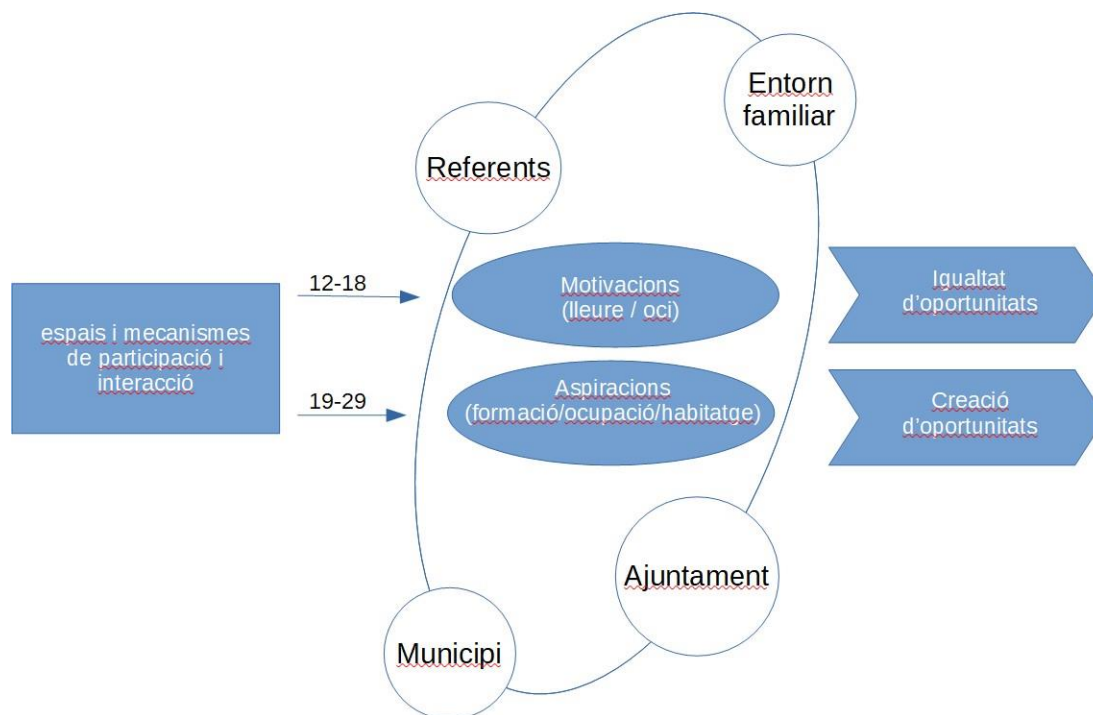 Entorn
familiar
Referents
12-18
Motivacions
(lleure / oci)
Igualtat
d’oportunitats
espais i mecanismes
de participació i
interacció
19-29
Aspiracions
(formació/ocupació/habitatge)
Creació
d’oportunitats
Ajuntament
Municipi